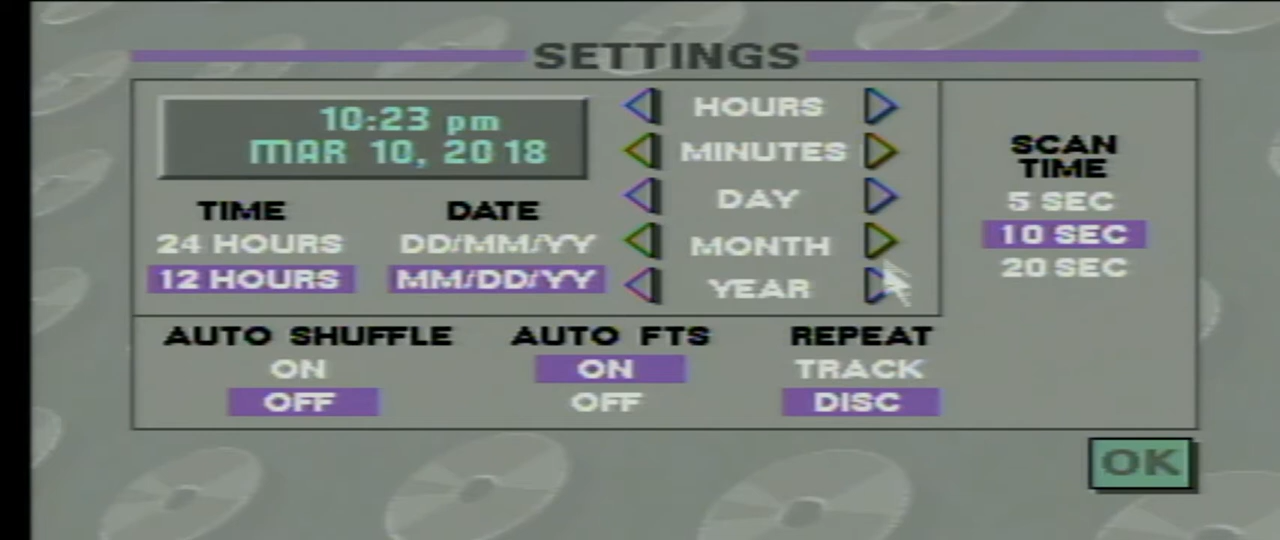 SETTINGS
10:23 pm
MAR 10, 2018
HOURS
MINUTES
DAY
MONTH
YEAR
TIME
24 HOURS
12 HOURS
DATE
DD/MM/YY
MM/DD/YY
SCAN
TIME
5 SEC
10 SEC
20 SEC
AUTO SHUFFLE
ON
OFF
AUTO FTS
ON
OFF
REPEAT
TRACK
DISC
OK